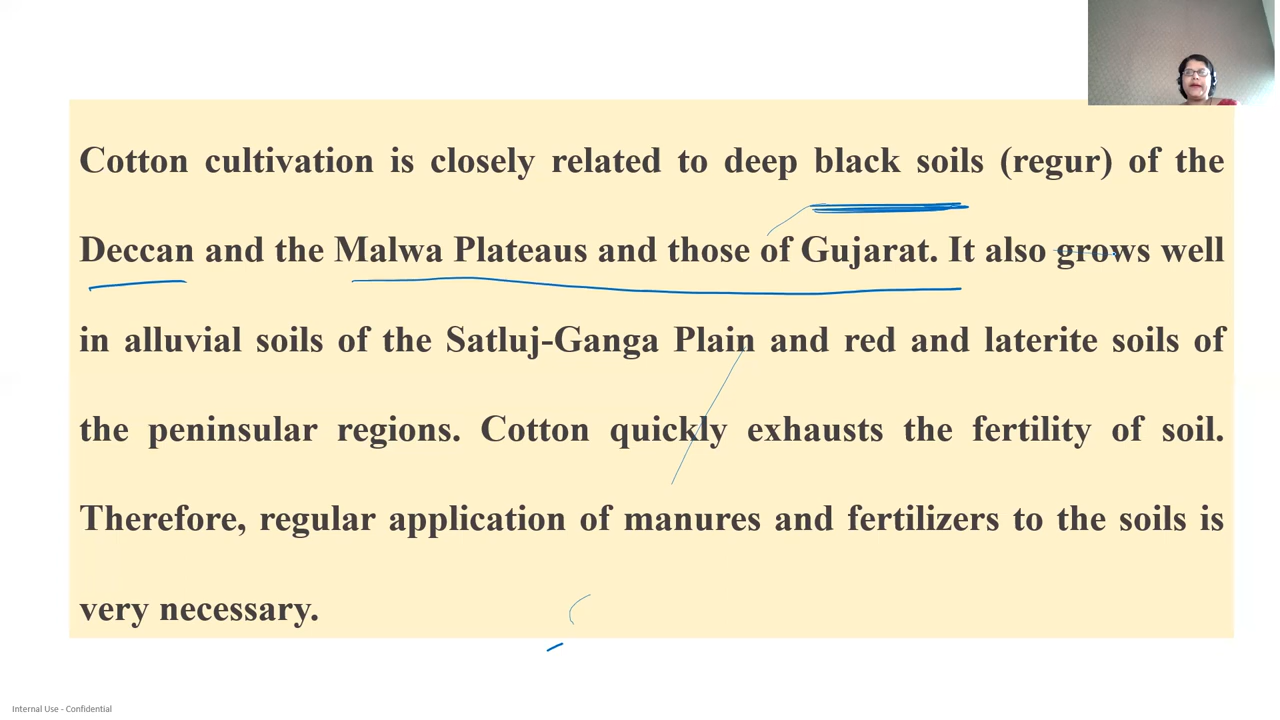 Cotton cultivation is closely related to deep black soils (regur) of the
Deccan and the Malwa Plateaus and those of Gujarat. It also grows well
in alluvial soils of the Satluj-Ganga Plain and red and laterite soils of
the peninsular regions. Cotton quickly exhausts the fertility of soil.
Therefore, regular application of manures and fertilizers to the soils is
very necessary.
Internal Use - Confidential